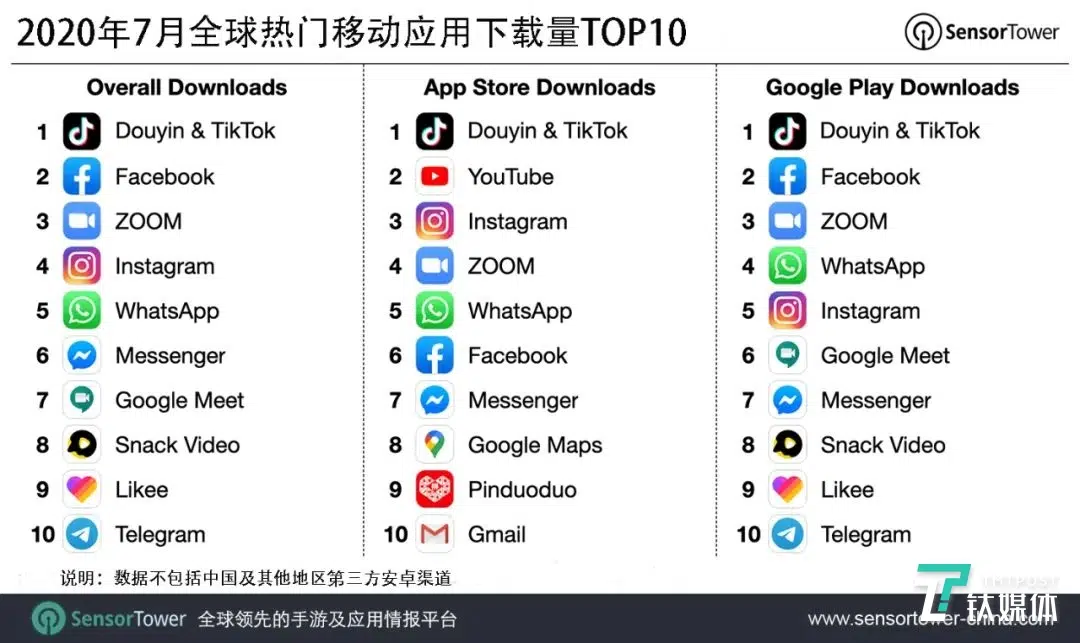 2020年7月全球热门移动应用下载量TOP10
SensorTower
Overall Downloads
1 Douyin & TikTok
2 Facebook
3 ZOOM
4 Instagram
5 WhatsApp
6 Messenger
7 Google Meet
8 Snack Video
9 Likee
10 Telegram
App Store Downloads
1 Douyin & TikTok
2 YouTube
3 Instagram
4 ZOOM
5 WhatsApp
6 Facebook
7 Messenger
8 Google Maps
9 Pinduoduo
10 Gmail
Google Play Downloads
1 Douyin & TikTok
2 Facebook
3 ZOOM
4 WhatsApp
5 Instagram
6 Google Meet
7 Messenger
8 Snack Video
9 Likee
10 Telegram
说明：数据不包括中国及其他地区第三方安卓渠道
SensorTower 全球领先的手游及应用情报平台
www.sensortower-china.com
TMTPOST
钛媒体